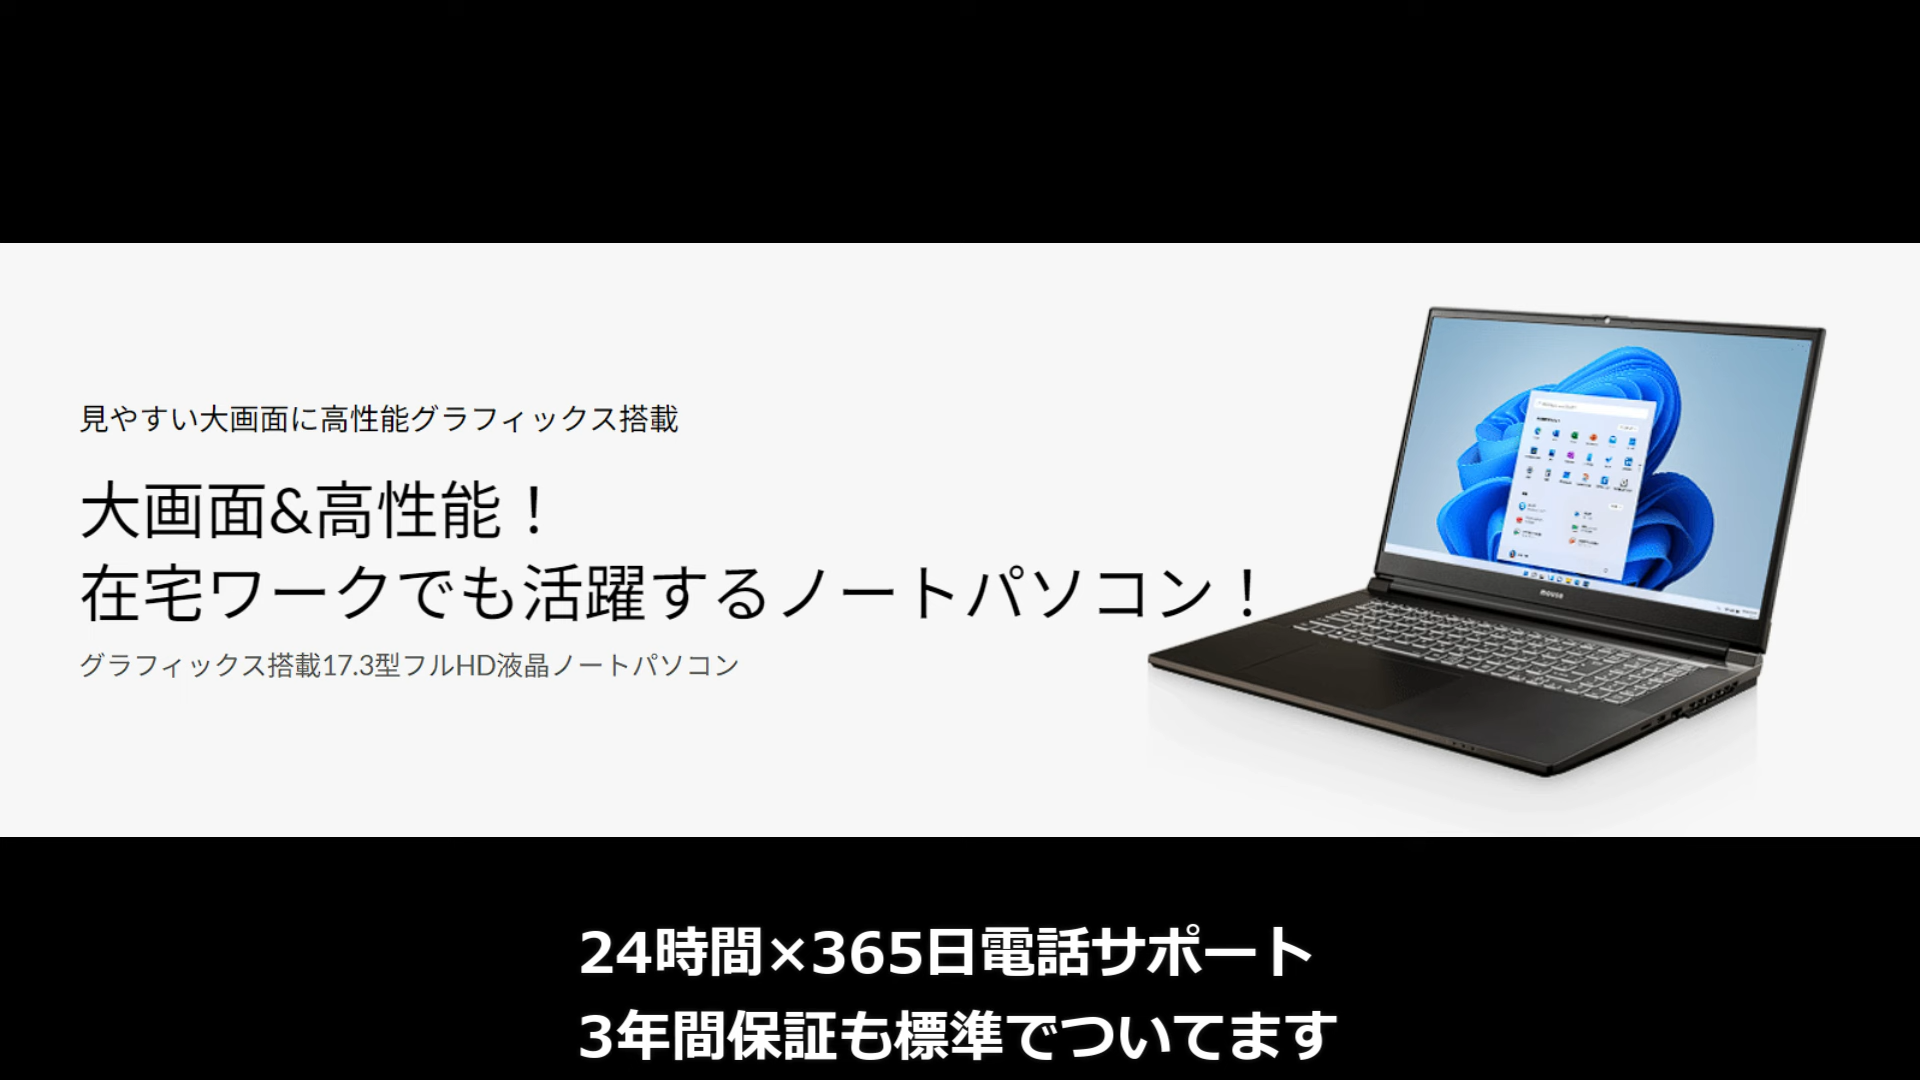 見やすい大画面に高性能グラフィックス搭載
大画面&高性能！
在宅ワークでも活躍するノートパソコン！
グラフィックス搭載17.3型フルHD液晶ノートパソコン
mouse
24時間×365日電話サポート
3年間保証も標準でついてます